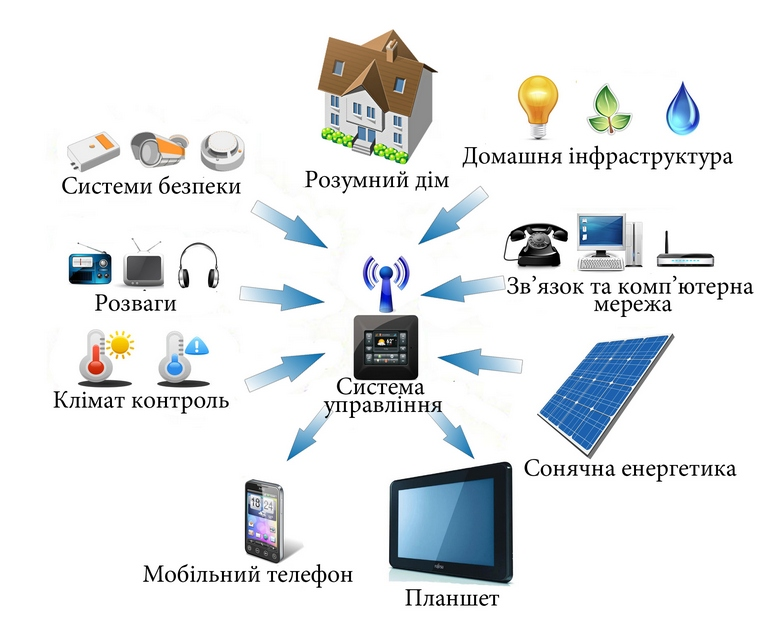 Розумний дім
Домашня інфраструктура
Системи безпеки
Розваги
Зв'язок та комп'ютерна
мережа
Клімат контроль
Система
управління
Сонячна енергетика
Мобільний телефон
Планшет